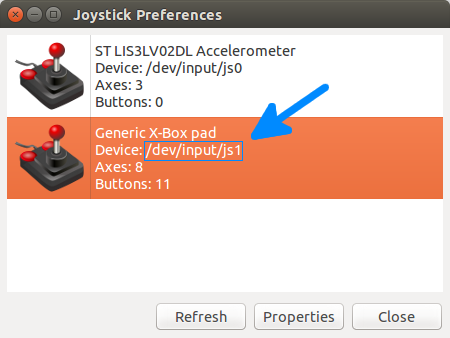 Joystick Preferences
ST LIS3LV02DL Accelerometer
Device: /dev/input/js0
Axes: 3
Buttons: 0
Generic X-Box pad
Device: /dev/input/js1
Axes: 8
Buttons: 11
Refresh
Properties
Close